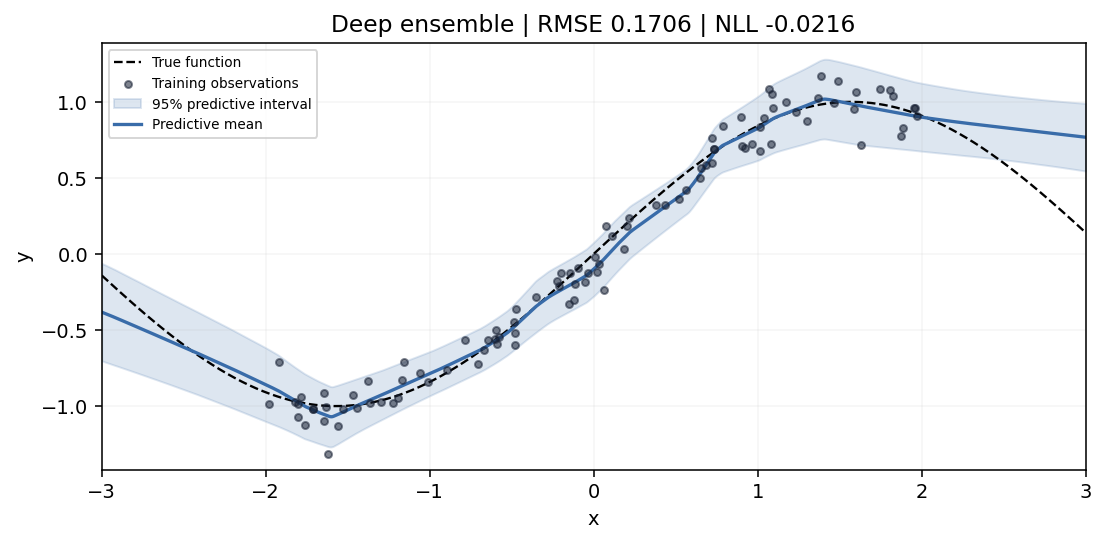 Deep ensemble | RMSE 0.1706 | NLL -0.0216
True function
Training observations
95% predictive interval
Predictive mean
1.0
0.5
0.0
−0.5
−1.0
y
−3
−2
−1
0
1
2
3
x